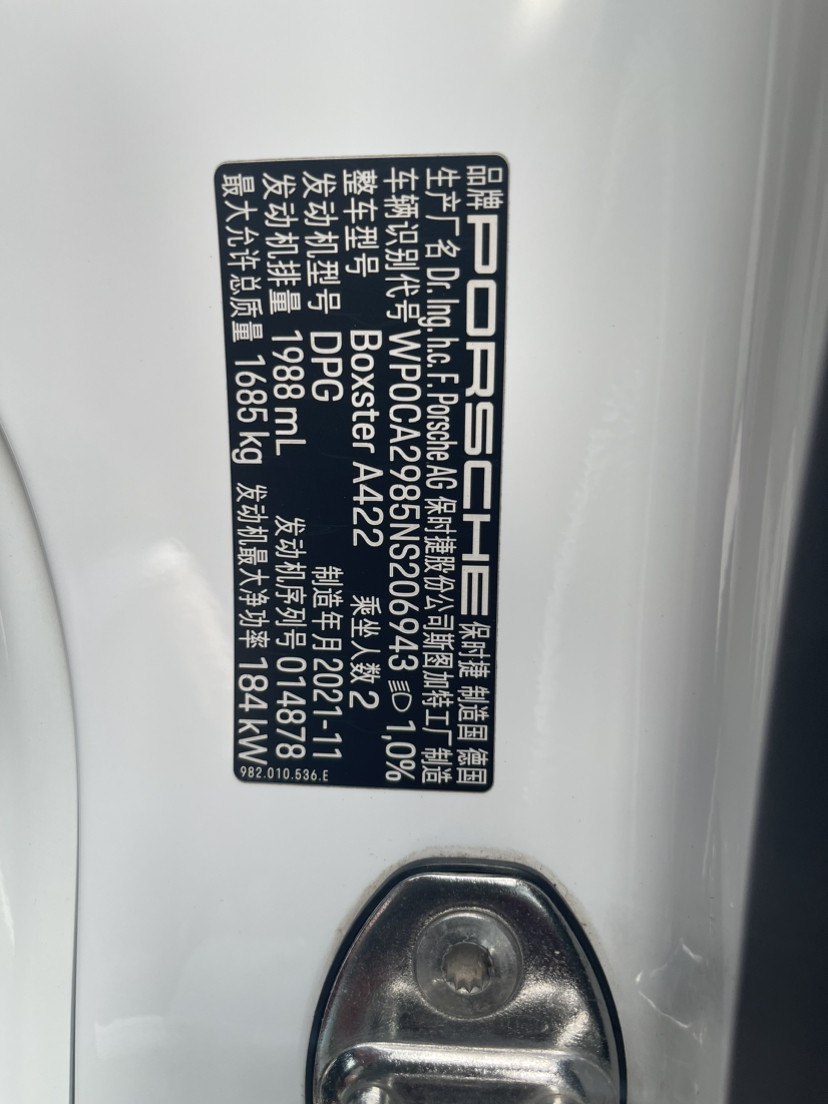 品牌 PORSCHE 保时捷 制造国 德国
生产厂名 Dr. Ing. h.c. F. Porsche AG 保时捷股份公司斯图加特工厂 制造
车辆识别代号 WP0CA2985NS206943 1,0%
整车型号 Boxster A422 乘坐人数 2
发动机型号 DPG 制造年月 2021-11
发动机排量 1988 mL 发动机序列号 014878
最大允许总质量 1685 kg 发动机最大净功率 184 kW
982.010.536.E